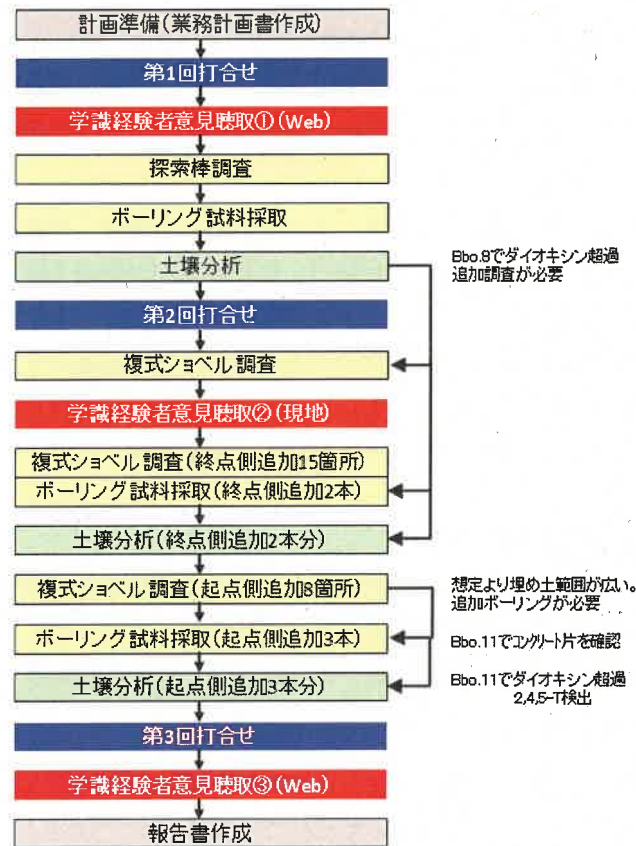 計画準備(業務計画書作成)
第1回打合せ
学識経験者意見聴取①(Web)
探索棒調査
ボーリング試料採取
土壌分析
Bbo.8でダイオキシン超過
追加調査が必要
第2回打合せ
複式ショベル調査
学識経験者意見聴取②(現地)
複式ショベル調査(終点側追加15箇所)
ボーリング試料採取(終点側追加2本)
土壌分析(終点側追加2本分)
複式ショベル調査(起点側追加8箇所)
想定より埋め土範囲が広い。
追加ボーリングが必要
ボーリング試料採取(起点側追加3本)
Bbo.11でコンクリート片を確認
土壌分析(起点側追加3本分)
Bbo.11でダイオキシン超過
2,4,5-T検出
第3回打合せ
学識経験者意見聴取③(Web)
報告書作成